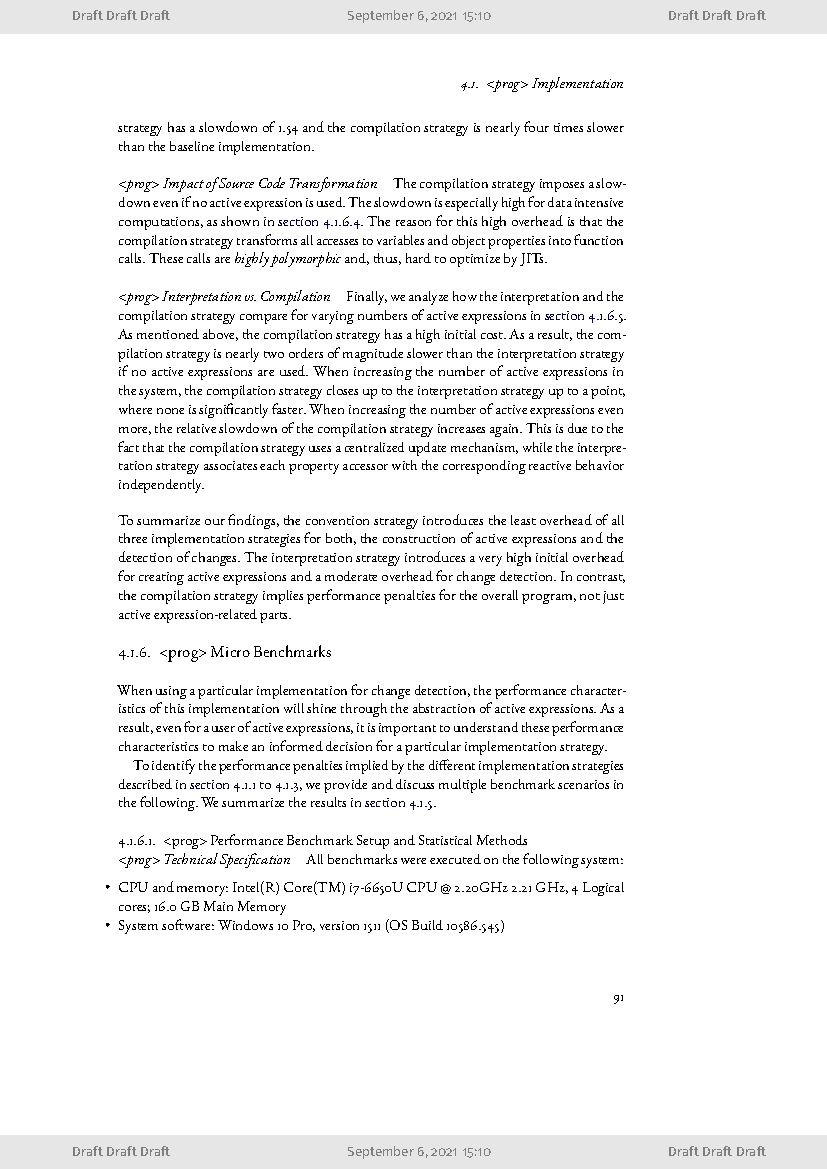 Draft Draft Draft September 6, 2021 15:10 Draft Draft Draft
4.1. <prog> Implementation
strategy has a slowdown of 1.54 and the compilation strategy is nearly four times slower
than the baseline implementation.
<prog> Impact of Source Code Transformation The compilation strategy imposes a slow-
down even if no active expression is used. The slowdown is especially high for data intensive
computations, as shown in section 4.1.6.4. The reason for this high overhead is that the
compilation strategy transforms all accesses to variables and object properties into function
calls. These calls are highly polymorphic and, thus, hard to optimize by JITs.
<prog> Interpretation vs. Compilation Finally, we analyze how the interpretation and the
compilation strategy compare for varying numbers of active expressions in section 4.1.6.5.
As mentioned above, the compilation strategy has a high initial cost. As a result, the com-
pilation strategy is nearly two orders of magnitude slower than the interpretation strategy
if no active expressions are used. When increasing the number of active expressions in
the system, the compilation strategy closes up to the interpretation strategy up to a point,
where none is significantly faster. When increasing the number of active expressions even
more, the relative slowdown of the compilation strategy increases again. This is due to the
fact that the compilation strategy uses a centralized update mechanism, while the interpre-
tation strategy associates each property accessor with the corresponding reactive behavior
independently.
To summarize our findings, the convention strategy introduces the least overhead of all
three implementation strategies for both, the construction of active expressions and the
detection of changes. The interpretation strategy introduces a very high initial overhead
for creating active expressions and a moderate overhead for change detection. In contrast,
the compilation strategy implies performance penalties for the overall program, not just
active expression-related parts.
4.1.6. <prog> Micro Benchmarks
When using a particular implementation for change detection, the performance character-
istics of this implementation will shine through the abstraction of active expressions. As a
result, even for a user of active expressions, it is important to understand these performance
characteristics to make an informed decision for a particular implementation strategy.
To identify the performance penalties implied by the different implementation strategies
described in section 4.1.1 to 4.1.3, we provide and discuss multiple benchmark scenarios in
the following. We summarize the results in section 4.1.5.
4.1.6.1. <prog> Performance Benchmark Setup and Statistical Methods
<prog> Technical Specification All benchmarks were executed on the following system:
• CPU and memory: Intel(R) Core(TM) i7-6650U CPU @ 2.20GHz 2.21 GHz, 4 Logical
cores; 16.0 GB Main Memory
• System software: Windows 10 Pro, version 1511 (OS Build 10586.545)
91
Draft Draft Draft September 6, 2021 15:10 Draft Draft Draft